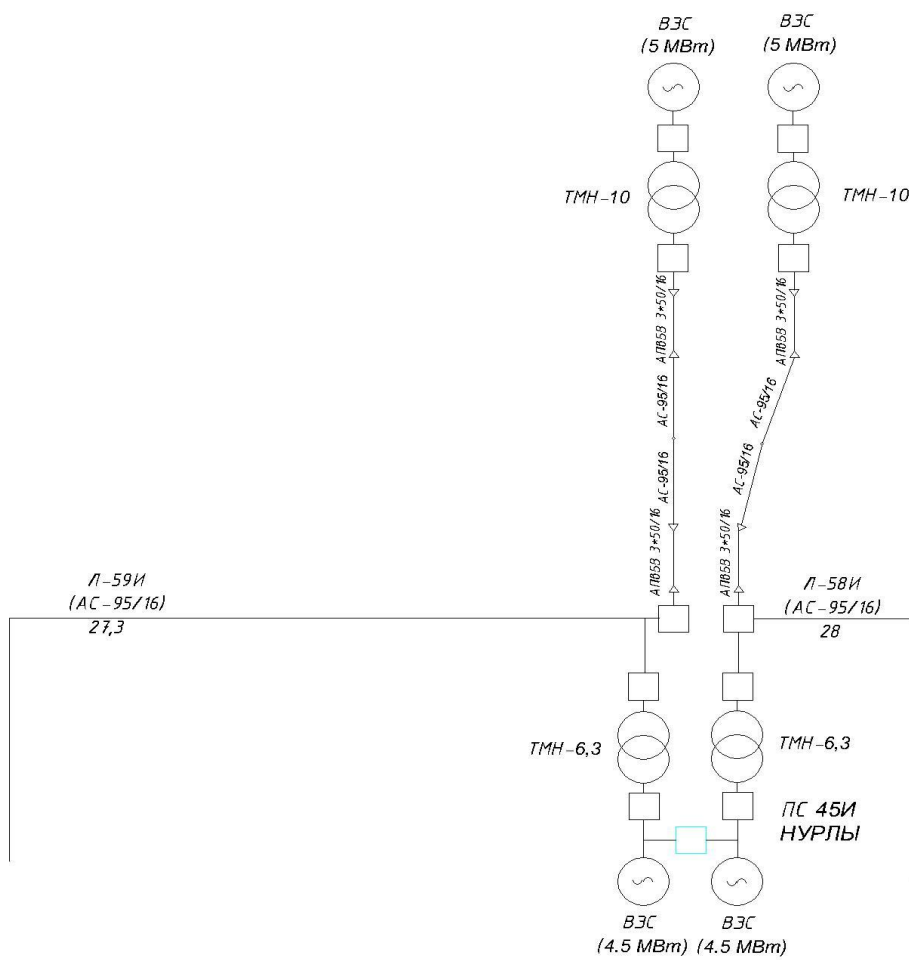 ВЭС
(5 МВт)
ВЭС
(5 МВт)
ТМН-10
ТМН-10
АПвБВ 3*50/16
АПвБВ 3*50/16
АС-95/16
АС-95/16
АС-95/16
АС-95/16
АПвБВ 3*50/16
АПвБВ 3*50/16
Л-59И
(АС-95/16)
27,3
Л-58И
(АС-95/16)
28
ТМН-6,3
ТМН-6,3
ПС 45И
НУРЛЫ
ВЭС
(4.5 МВт)
ВЭС
(4.5 МВт)